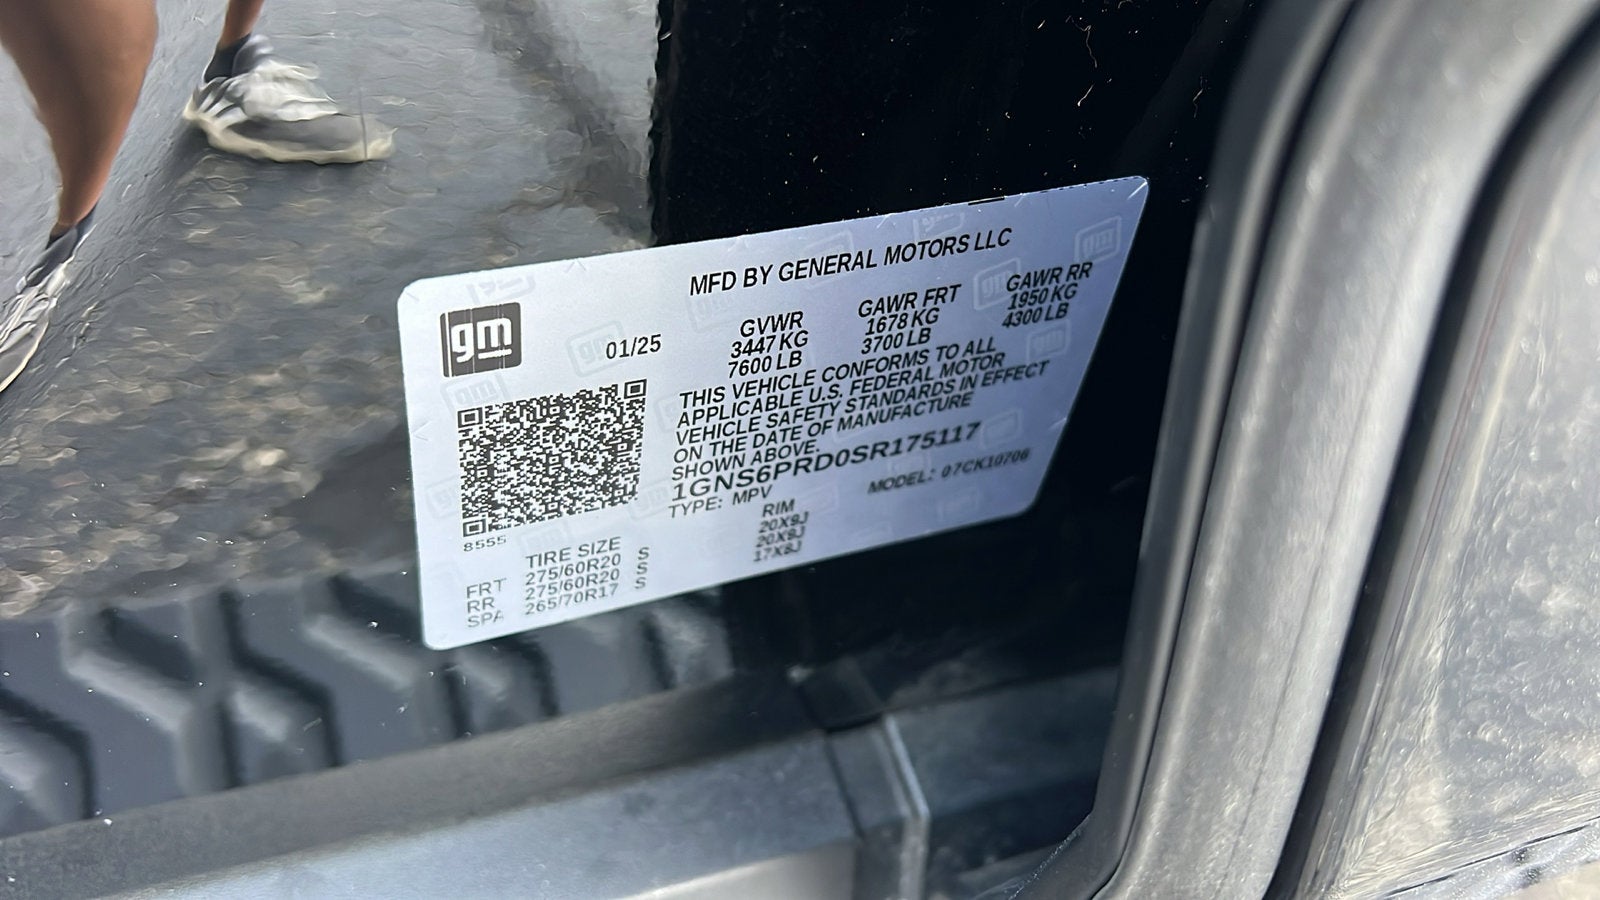 MFD BY GENERAL MOTORS LLC
gm
01/25
GVWR GAWR FRT GAWR RR
3447 KG 1678 KG 1950 KG
7600 LB 3700 LB 4300 LB
THIS VEHICLE CONFORMS TO ALL
APPLICABLE U.S. FEDERAL MOTOR
VEHICLE SAFETY STANDARDS IN EFFECT
ON THE DATE OF MANUFACTURE
SHOWN ABOVE.
1GNS6PRD0SR175117
TYPE: MPV MODEL: 07CK10706
8555
TIRE SIZE RIM
FRT 275/60R20 S 20X9J
RR 275/60R20 S 20X9J
SPA 265/70R17 S 17X8J